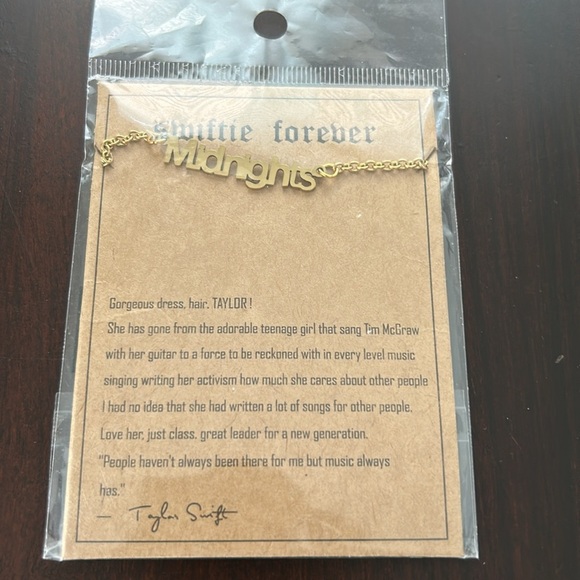 swiftie forever
Midnights
Gorgeous dress, hair, TAYLOR!
She has gone from the adorable teenage girl that sang Tim McGraw
with her guitar to a force to be reckoned with in every level music
singing writing her activism how much she cares about other people
I had no idea that she had written a lot of songs for other people.
Love her, just class, great leader for a new generation.
"People haven't always been there for me but music always
has."
— Taylor Swift